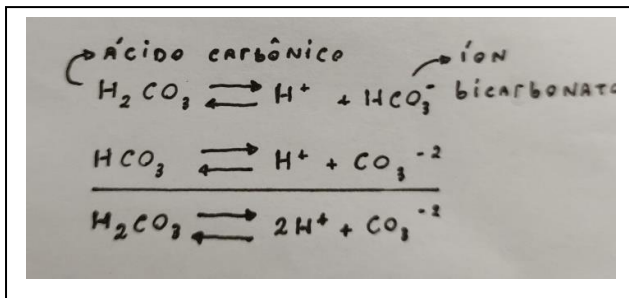 ÁCIDO CARBÔNICO
H₂CO₃ ⇌ H⁺ + HCO₃⁻ íON bicARbONATO
HCO₃ ⇌ H⁺ + CO₃⁻²
H₂CO₃ ⇌ 2H⁺ + CO₃⁻²